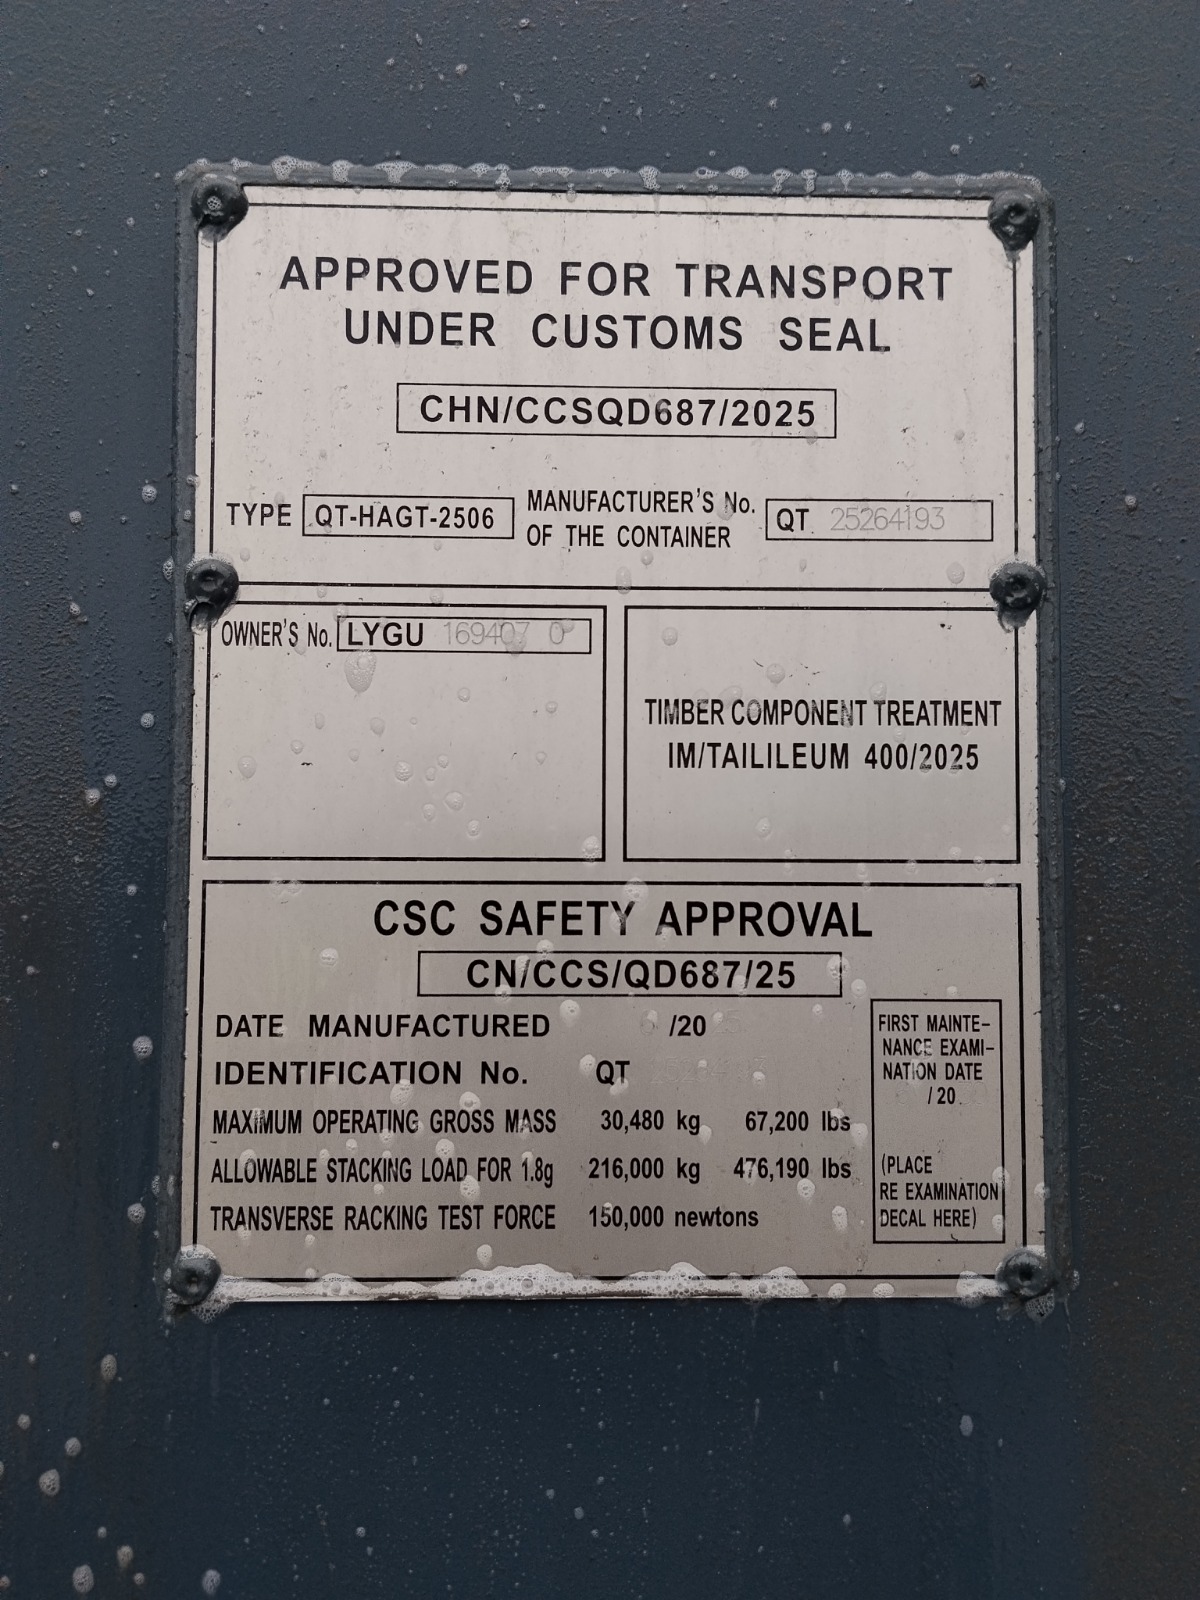 APPROVED FOR TRANSPORT
UNDER CUSTOMS SEAL
CHN/CCSQD687/2025
TYPE QT-HAGT-2506 MANUFACTURER'S No. OF THE CONTAINER QT 25264193
OWNER'S No. LYGU 169407 0
TIMBER COMPONENT TREATMENT
IM/TAILILEUM 400/2025
CSC SAFETY APPROVAL
CN/CCS/QD687/25
DATE MANUFACTURED /20
IDENTIFICATION No. QT
MAXIMUM OPERATING GROSS MASS 30,480 kg 67,200 lbs
ALLOWABLE STACKING LOAD FOR 1.8g 216,000 kg 476,190 lbs
TRANSVERSE RACKING TEST FORCE 150,000 newtons
FIRST MAINTE-
NANCE EXAMI-
NATION DATE
/20
(PLACE
RE EXAMINATION
DECAL HERE)